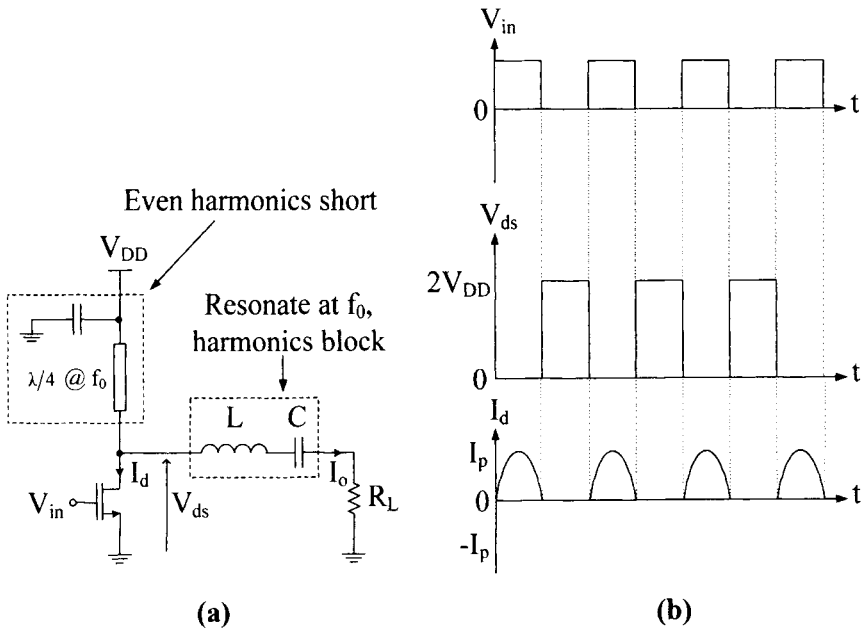 Even harmonics short
V_DD
Resonate at f_0,
harmonics block
λ/4 @ f_0
L C
I_d
I_o
V_in
V_ds
R_L
(a)
V_in
0
t
V_ds
2V_DD
0
t
I_d
I_p
0
t
-I_p
(b)